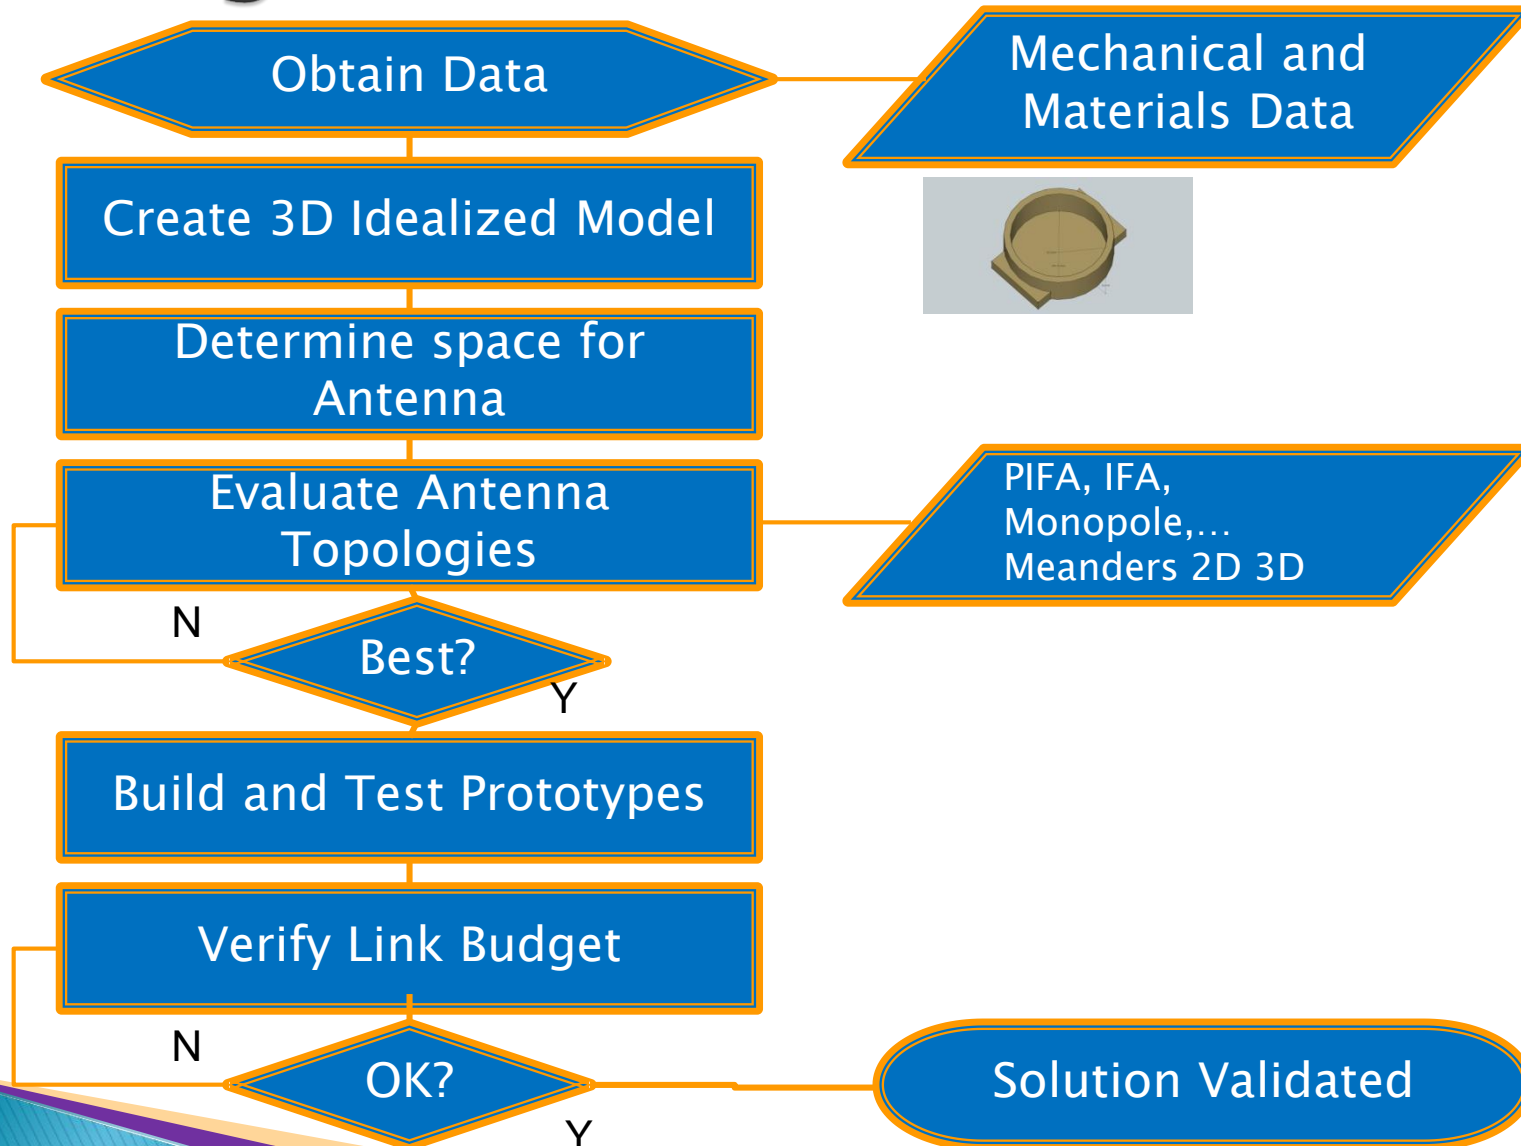 Obtain Data
Mechanical and
Materials Data
Create 3D Idealized Model
Determine space for
Antenna
Evaluate Antenna
Topologies
PIFA, IFA,
Monopole,...
Meanders 2D 3D
N
Best?
Y
Build and Test Prototypes
Verify Link Budget
N
OK?
Y
Solution Validated